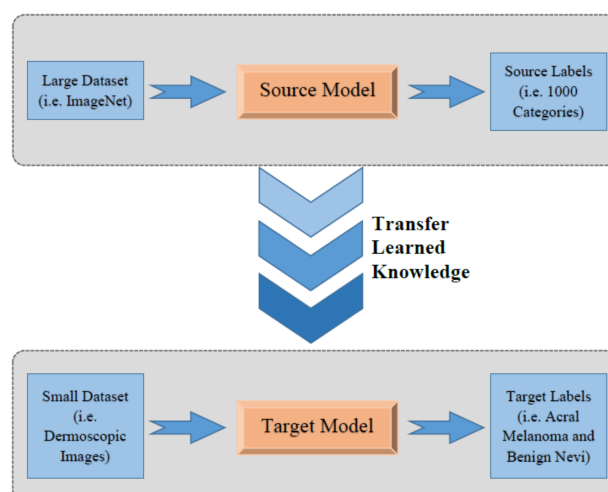 Large Dataset
(i.e. ImageNet)
Source Model
Source Labels
(i.e. 1000
Categories)
Transfer
Learned
Knowledge
Small Dataset
(i.e.
Dermoscopic
Images)
Target Model
Target Labels
(i.e. Acral
Melanoma and
Benign Nevi)